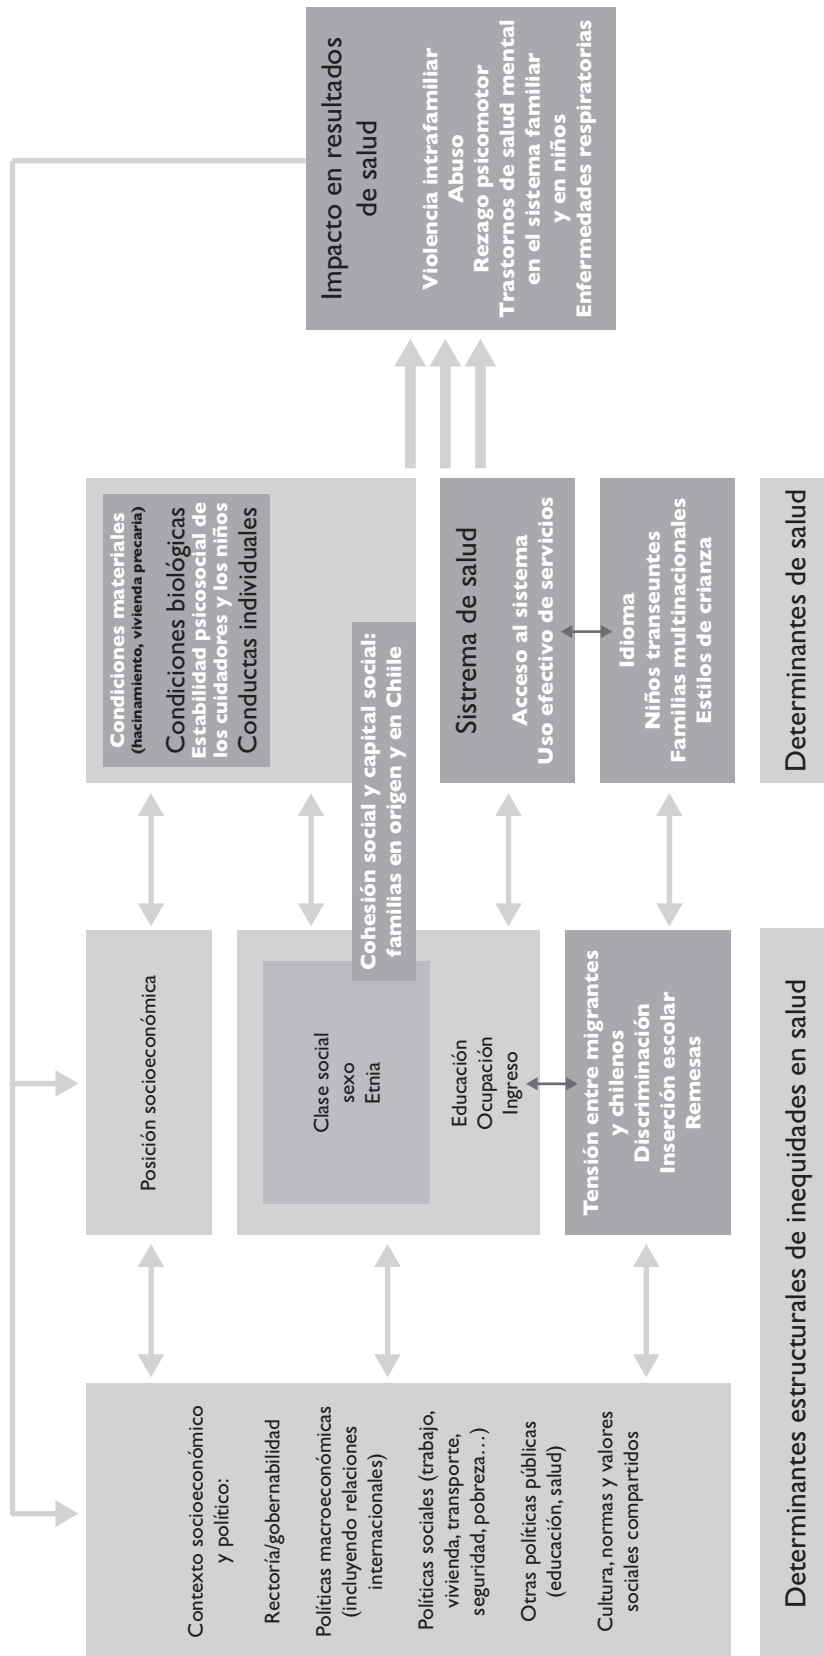 Contexto socioeconómico
y político:
Rectoría/gobernabilidad
Políticas macroeconómicas
(incluyendo relaciones
internacionales)
Políticas sociales (trabajo,
vivienda, transporte,
seguridad, pobreza…)
Otras políticas públicas
(educación, salud)
Cultura, normas y valores
sociales compartidos
Posición socioeconómica
Clase social
sexo
Etnia
Educación
Ocupación
Ingreso
Tensión entre migrantes
y chilenos
Discriminación
Inserción escolar
Remesas
Cohesión social y capital social:
familias en origen y en Chiile
Condiciones materiales
(hacinamiento, vivienda precaria)
Condiciones biológicas
Estabilidad psicosocial de
los cuidadores y los niños
Conductas individuales
Sistrema de salud
Acceso al sistema
Uso efectivo de servicios
Idioma
Niños transeuntes
Familias multinacionales
Estilos de crianza
Impacto en resultados
de salud
Violencia intrafamiliar
Abuso
Rezago psicomotor
Trastornos de salud mental
en el sistema familiar
y en niños
Enfermedades respiratorias
Determinantes estructurales de inequidades en salud
Determinantes de salud